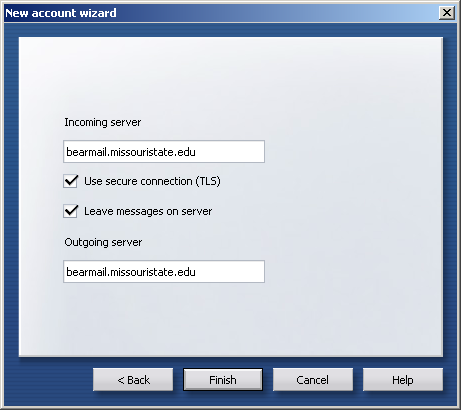 New account wizard
Incoming server
bearmail.missouristate.edu
Use secure connection (TLS)
Leave messages on server
Outgoing server
bearmail.missouristate.edu
< Back Finish Cancel Help